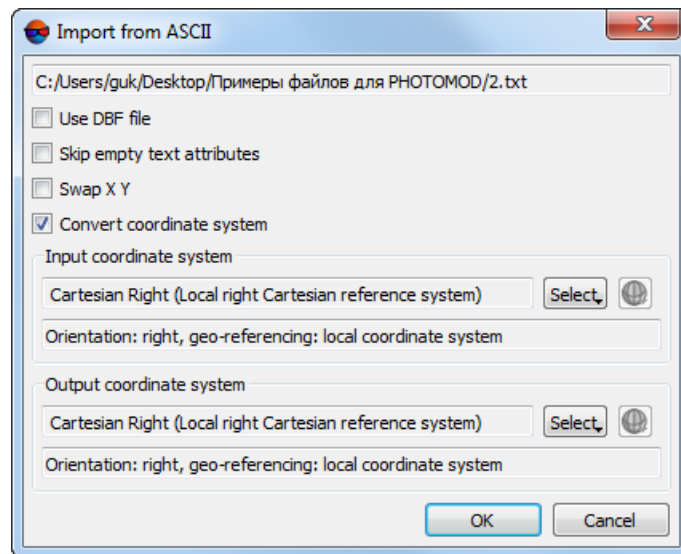 Import from ASCII
C:/Users/guk/Desktop/Примеры файлов для PHOTOMOD/2.txt
Use DBF file
Skip empty text attributes
Swap X Y
Convert coordinate system
Input coordinate system
Cartesian Right (Local right Cartesian reference system) Select
Orientation: right, geo-referencing: local coordinate system
Output coordinate system
Cartesian Right (Local right Cartesian reference system) Select
Orientation: right, geo-referencing: local coordinate system
OK Cancel